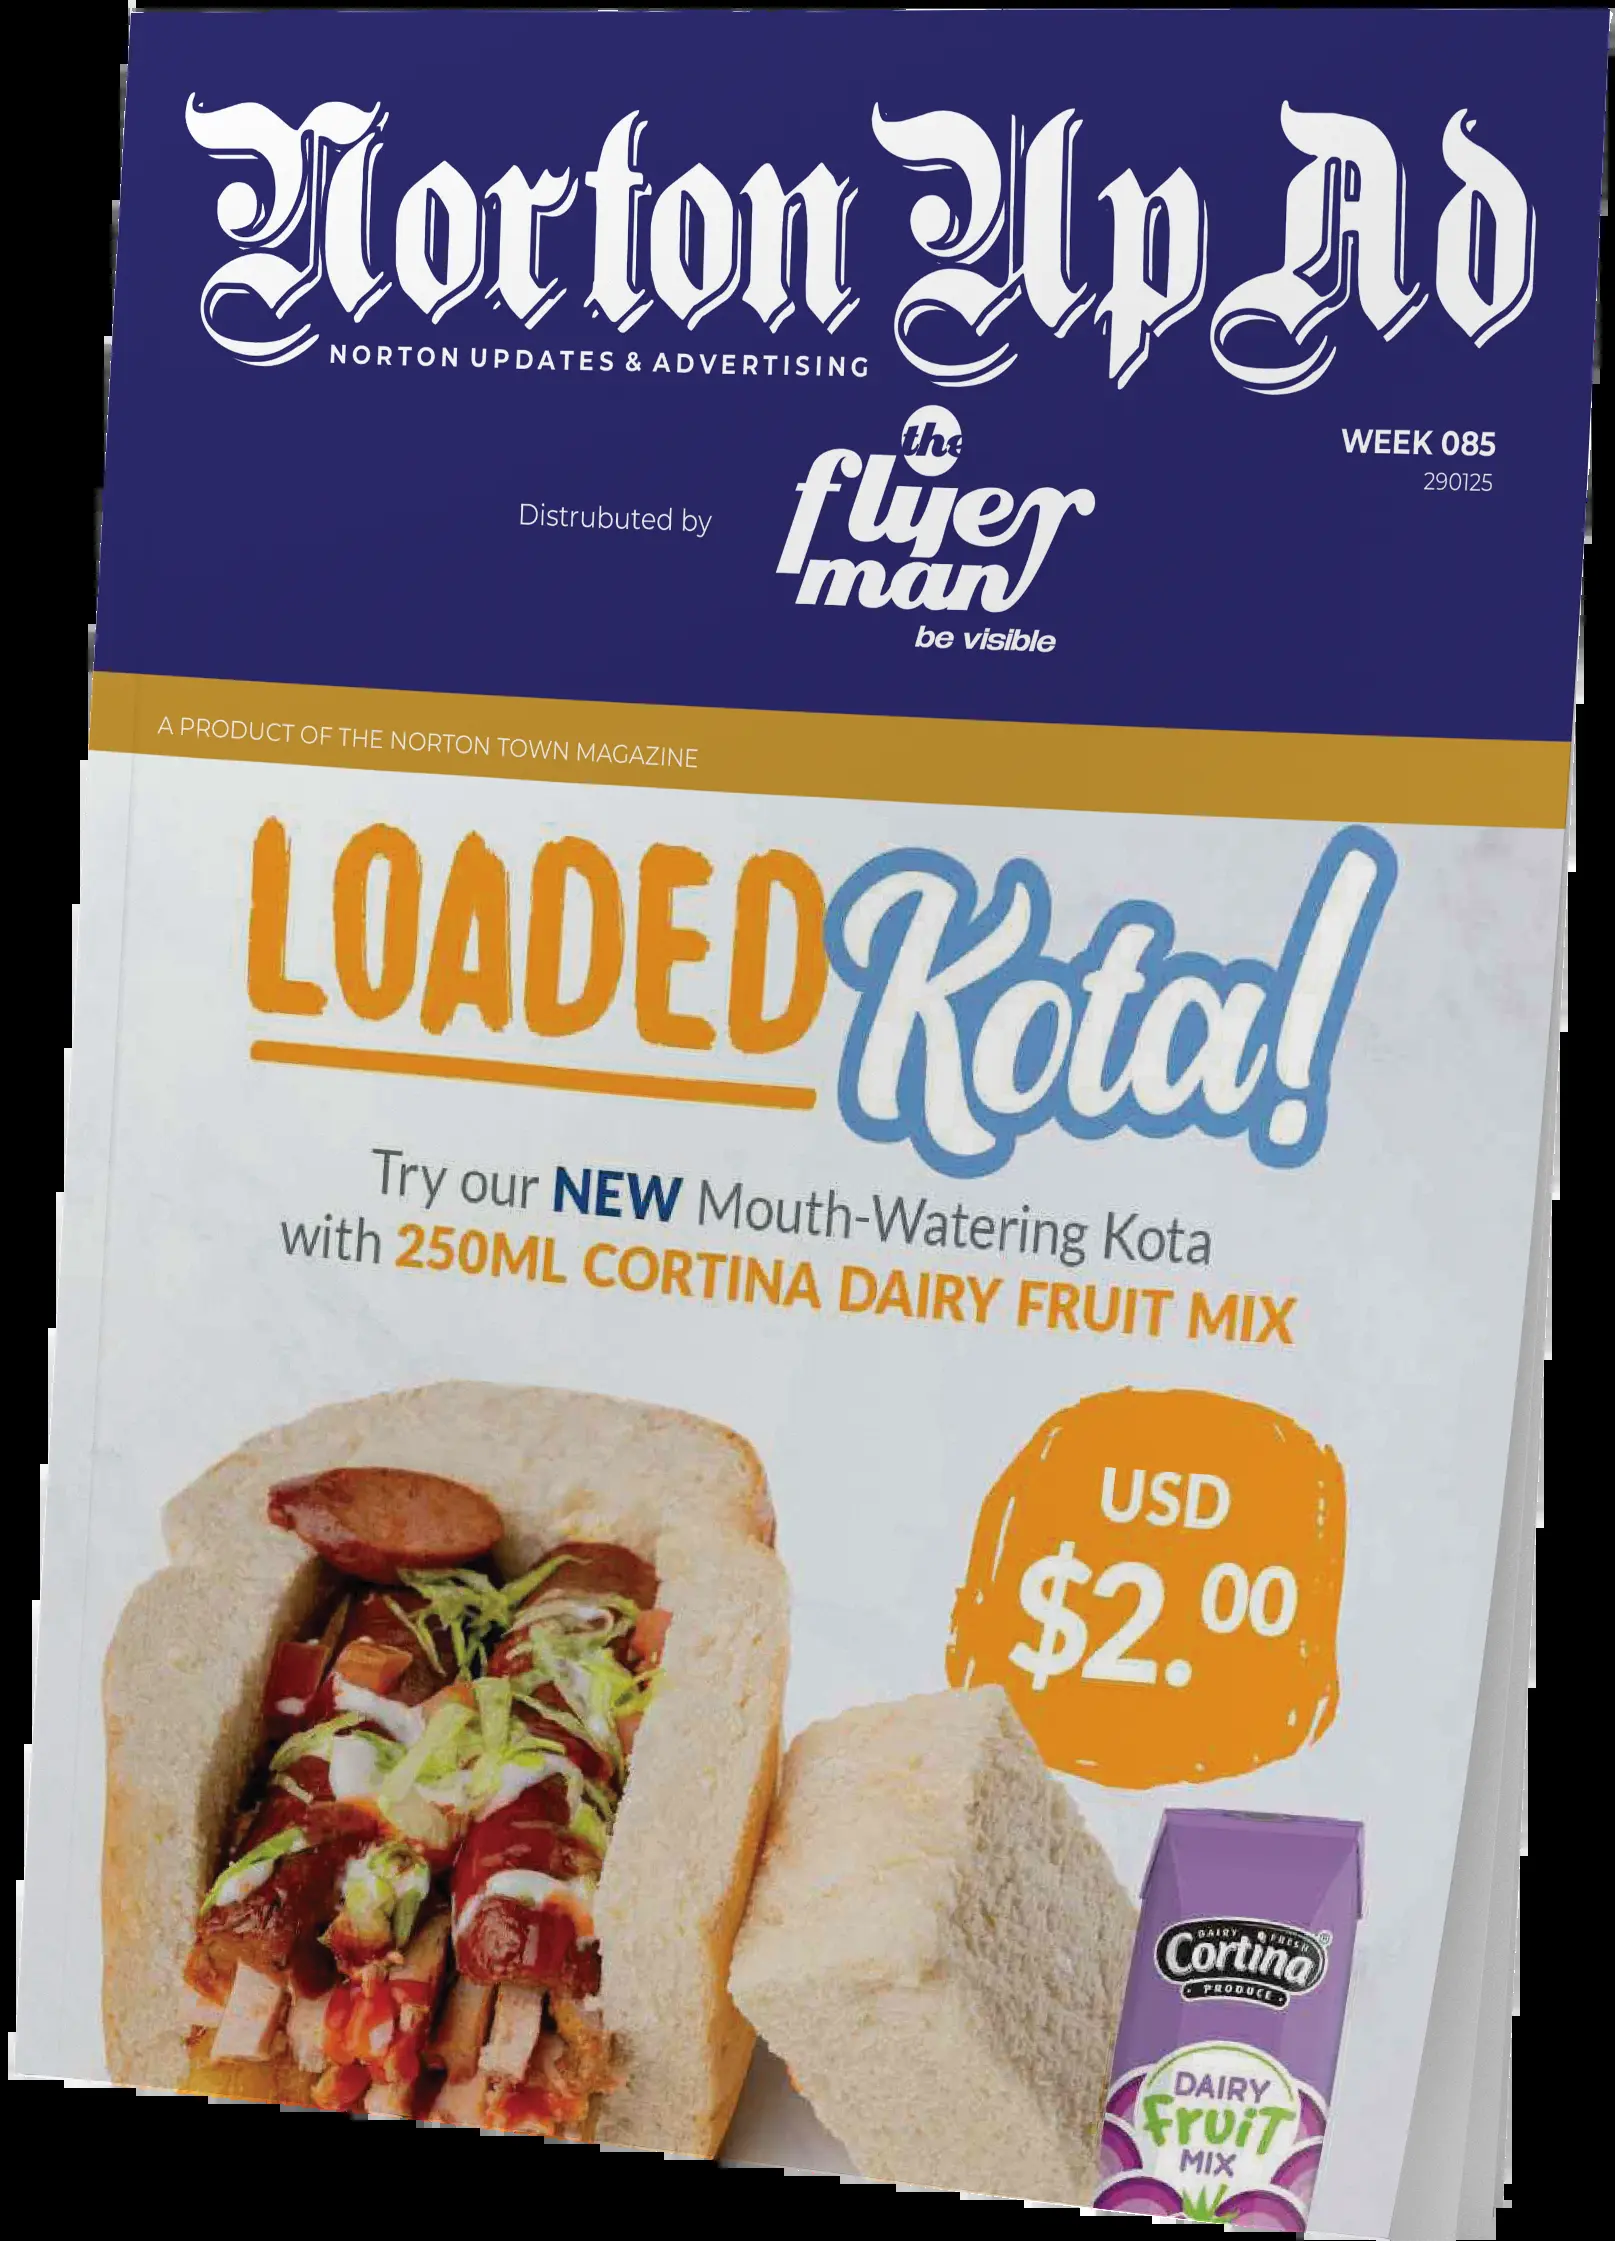 Norton Up Ad
NORTON UPDATES & ADVERTISING
WEEK 085
290125
Distrubuted by
the
flyer
man
be visible
A PRODUCT OF THE NORTON TOWN MAGAZINE
LOADED Kota!
Try our NEW Mouth-Watering Kota
with 250ML CORTINA DAIRY FRUIT MIX
USD
$2.00
DAIRY FRESH
Cortina®
PRODUCE
DAIRY
FRUIT
MIX